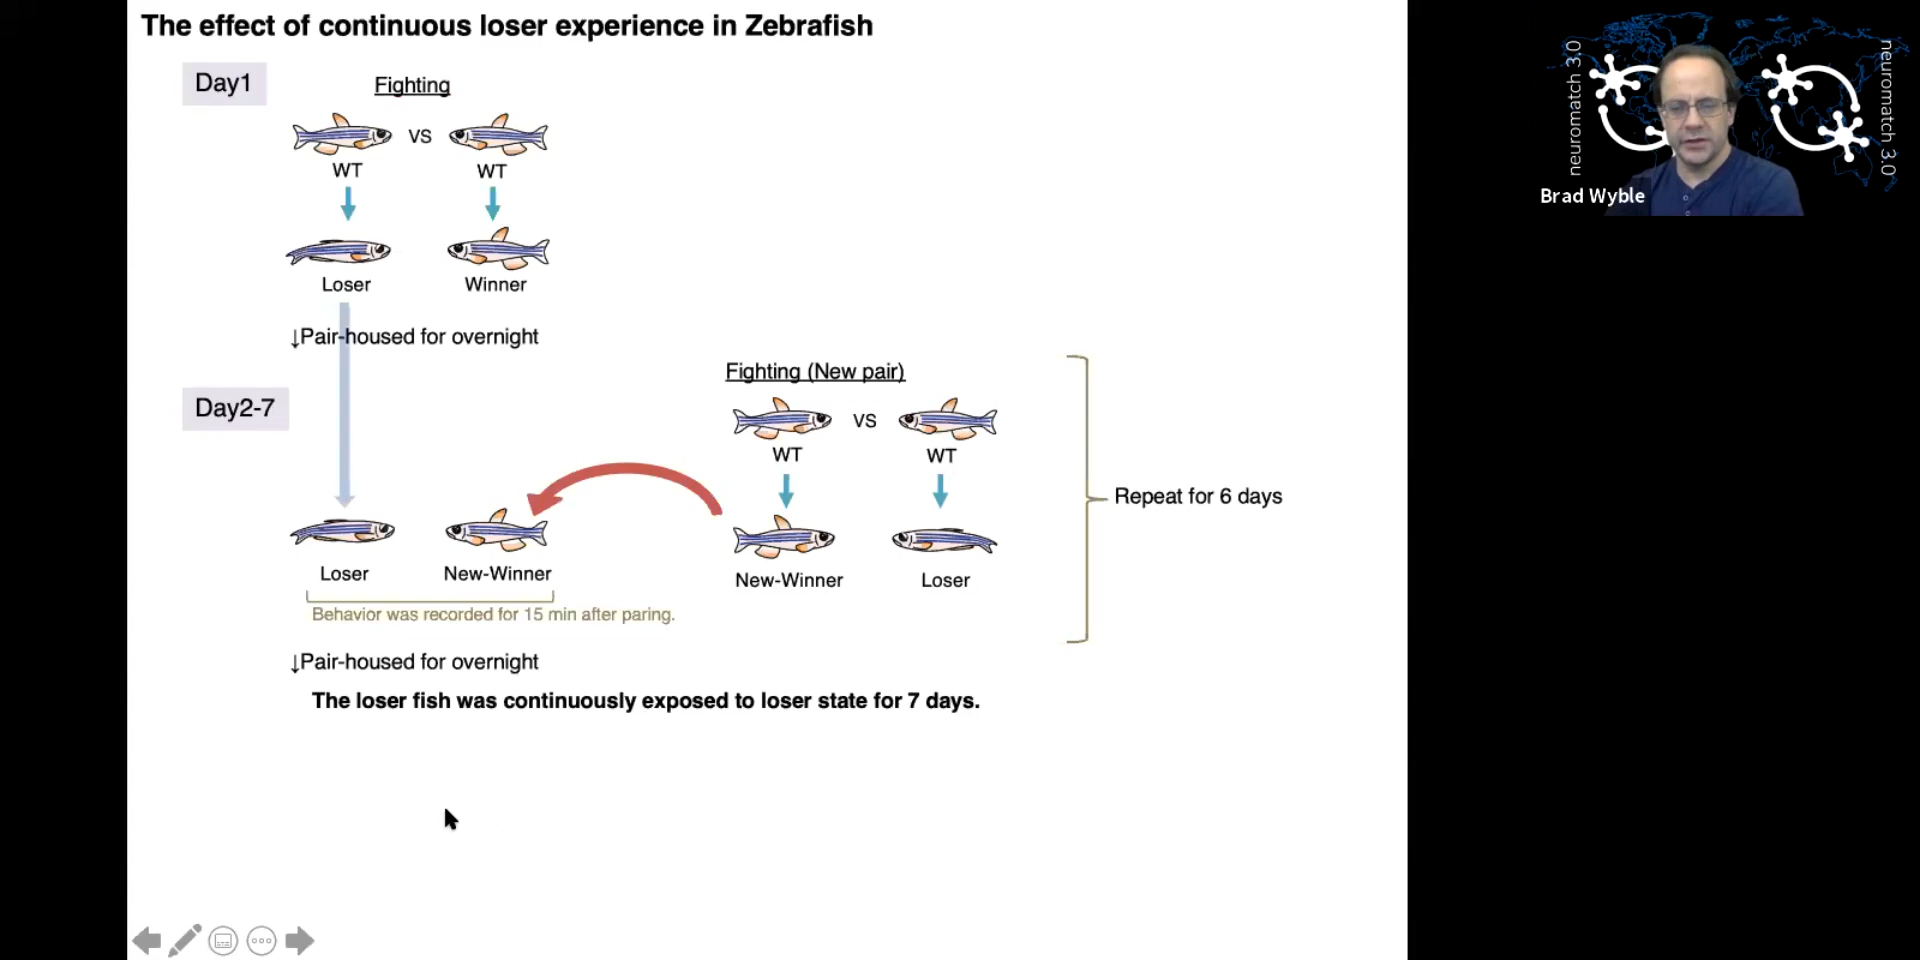 The effect of continuous loser experience in Zebrafish
Day1
Fighting
VS
WT
WT
Loser
Winner
↓Pair-housed for overnight
Day2-7
Fighting (New pair)
VS
WT
WT
Loser
New-Winner
New-Winner
Loser
Behavior was recorded for 15 min after paring.
Repeat for 6 days
↓Pair-housed for overnight
The loser fish was continuously exposed to loser state for 7 days.
neuromatch 3.0
neuromatch 3.0
Brad Wyble